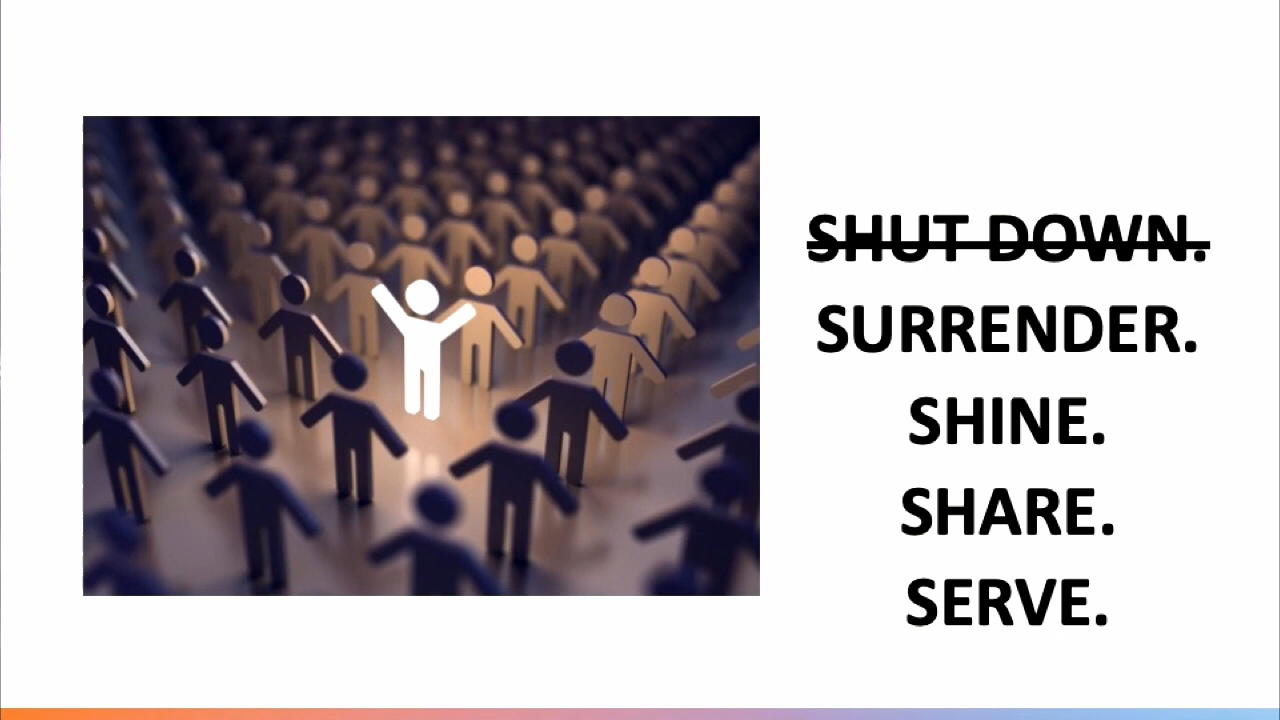 SHUT DOWN.
SURRENDER.
SHINE.
SHARE.
SERVE.